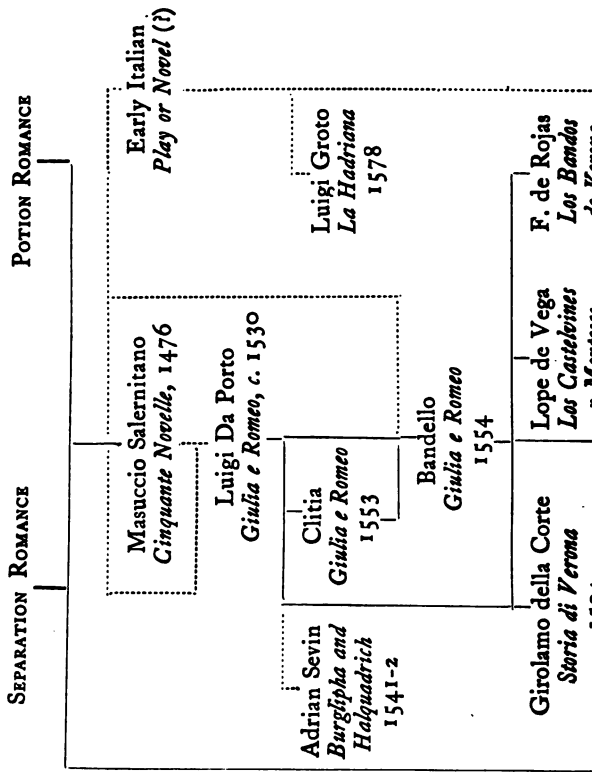 SEPARATION ROMANCE
POTION ROMANCE
Masuccio Salernitano
Cinquante Novelle, 1476
Early Italian
Play or Novel (?)
Luigi Da Porto
Giulia e Romeo, c. 1530
Adrian Sevin
Burglipha and
Halquadrich
1541-2
Clitia
Giulia e Romeo
1553
Luigi Groto
La Hadriana
1578
Bandello
Giulia e Romeo
1554
Girolamo della Corte
Storia di Verona
Lope de Vega
Los Castelvines
F. de Rojas
Los Bandos